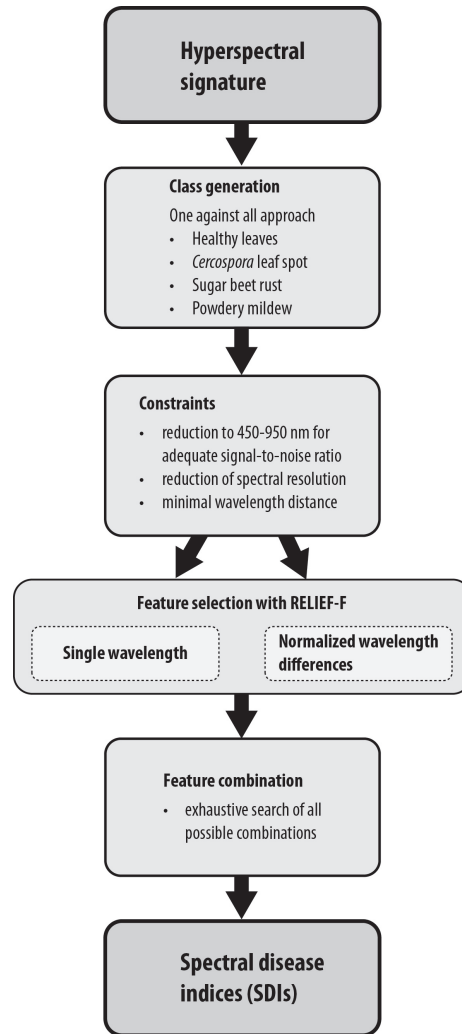 Hyperspectral
signature
Class generation
One against all approach
• Healthy leaves
• Cercospora leaf spot
• Sugar beet rust
• Powdery mildew
Constraints
• reduction to 450-950 nm for
adequate signal-to-noise ratio
• reduction of spectral resolution
• minimal wavelength distance
Feature selection with RELIEF-F
Single wavelength
Normalized wavelength
differences
Feature combination
• exhaustive search of all
possible combinations
Spectral disease
indices (SDIs)